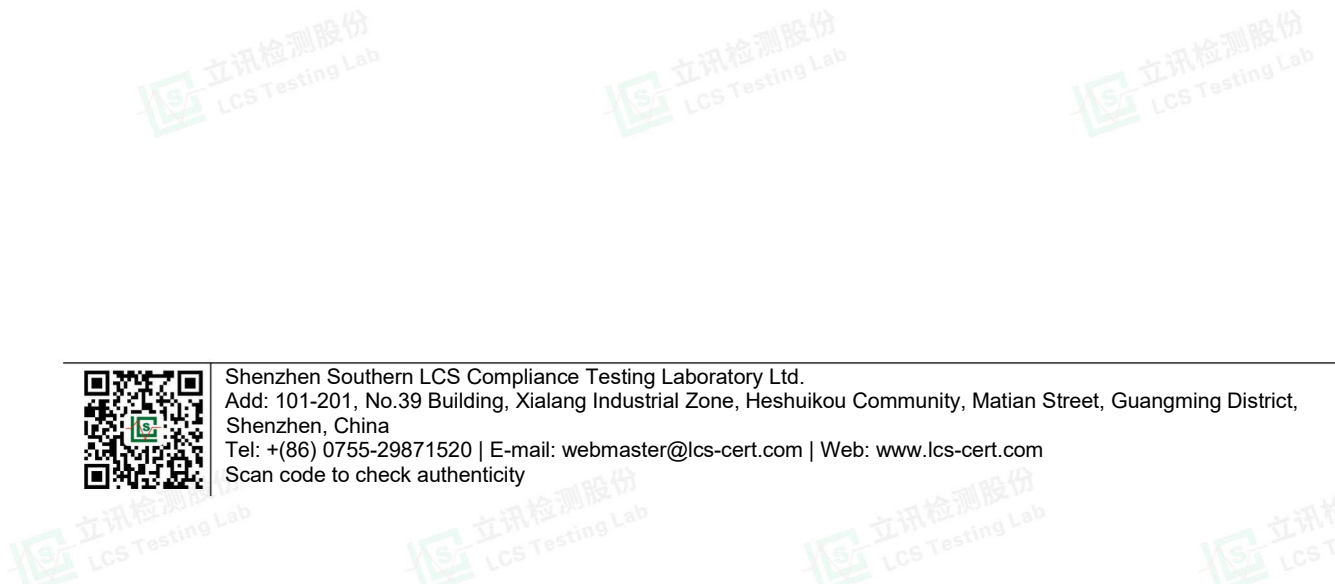 立讯检测股份 立讯检测股份 立讯检测股份
LCS Testing Lab LCS Testing Lab LCS Testing Lab
Shenzhen Southern LCS Compliance Testing Laboratory Ltd.
Add: 101-201, No.39 Building, Xialang Industrial Zone, Heshuikou Community, Matian Street, Guangming District,
Shenzhen, China
Tel: +(86) 0755-29871520 | E-mail: webmaster@lcs-cert.com | Web: www.lcs-cert.com
Scan code to check authenticity
立讯检测股份 立讯检测股份 立讯检测股份 立讯检
LCS Testing Lab LCS Testing Lab LCS Testing Lab LCS T